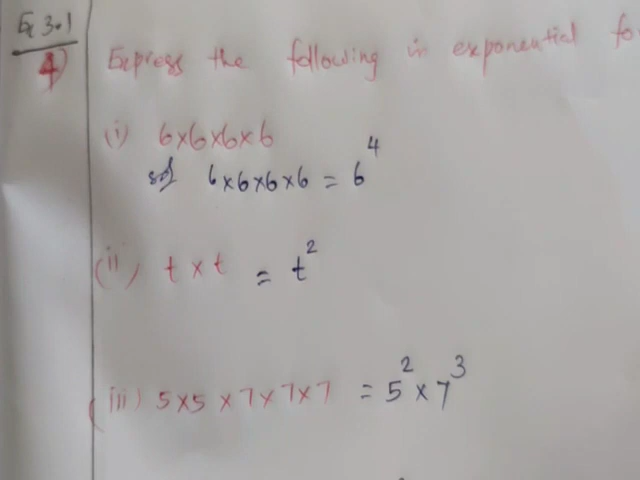 Ex 3.1
4) Express the following in exponential fo
(i) 6×6×6×6
sol 6×6×6×6 = 6⁴
(ii) t×t = t²
(iii) 5×5×7×7×7 = 5²×7³